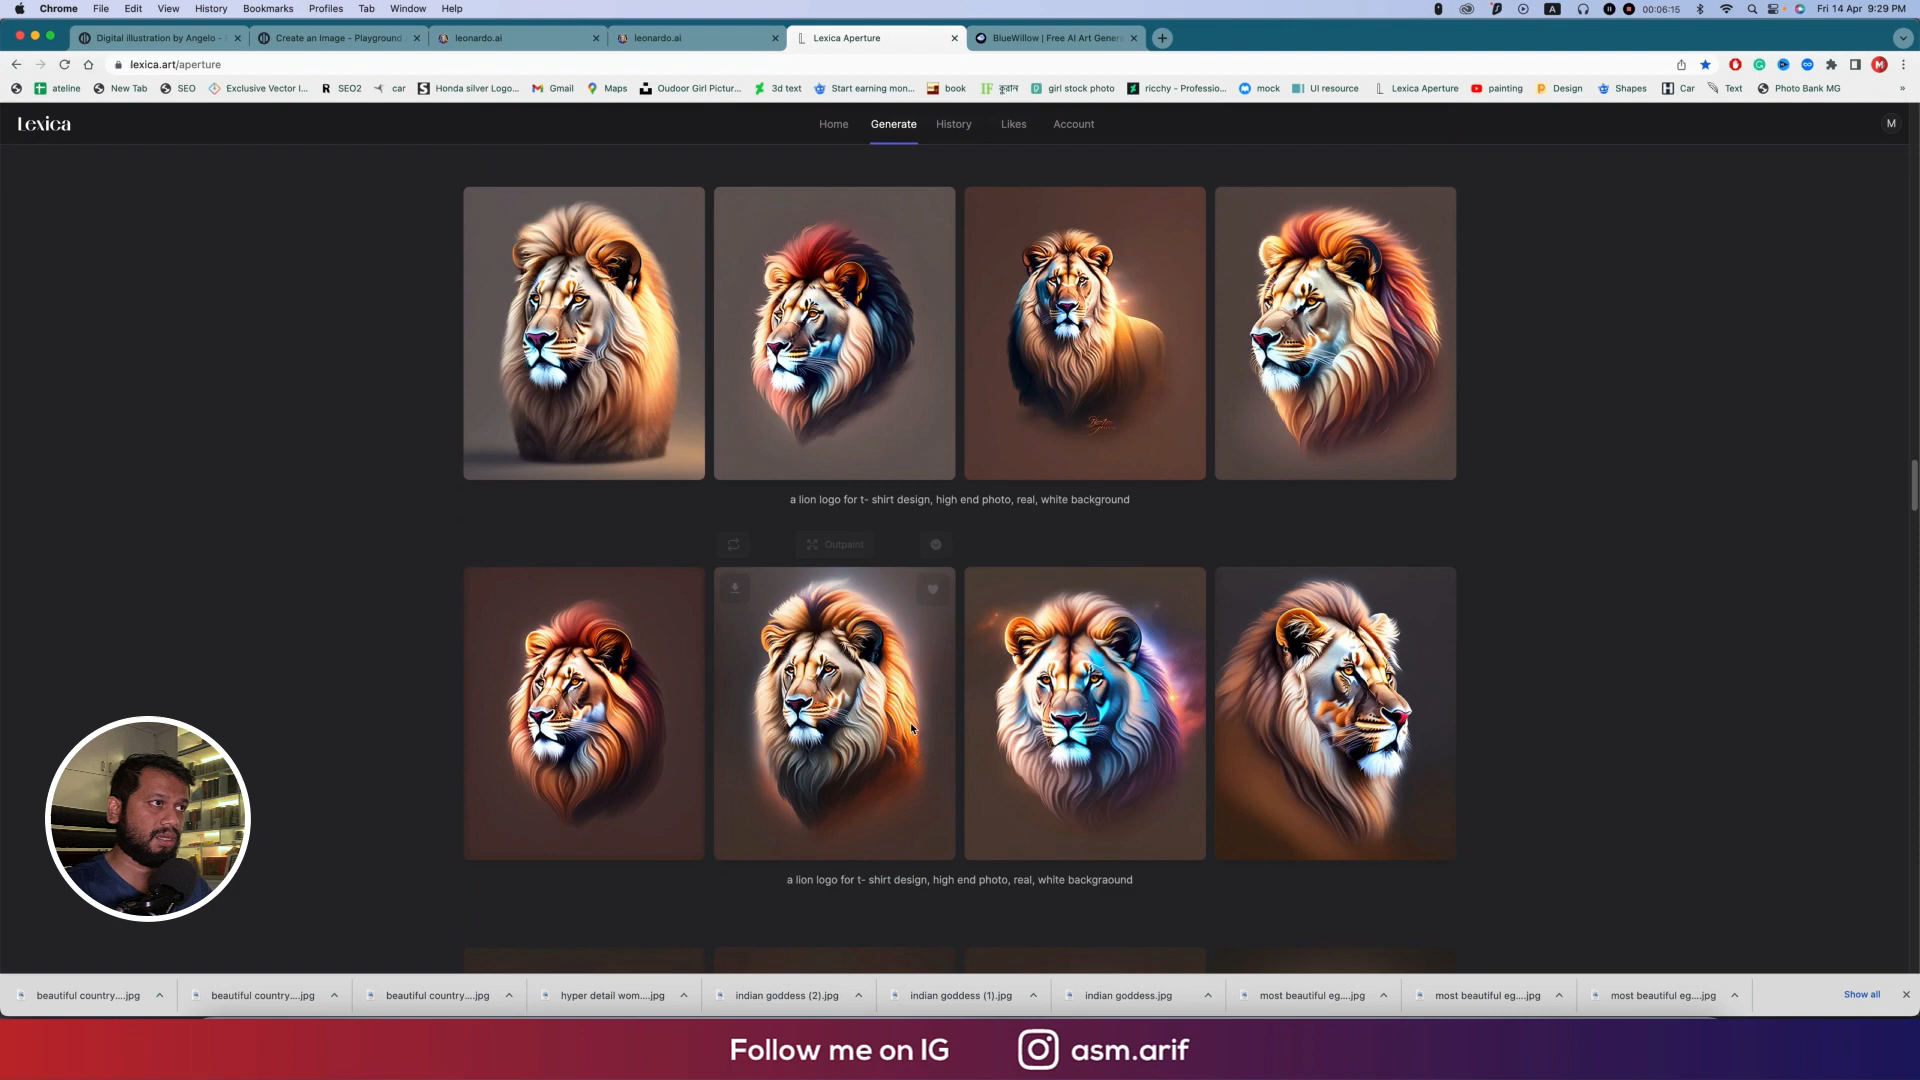 Chrome File Edit View History Bookmarks Profiles Tab Window Help
A 00:06:15 Fri 14 Apr 9:29 PM
Digital illustration by Angelo - Create an Image - Playground leonardo.ai leonardo.ai Lexica Aperture BlueWillow | Free AI Art Genera
lexica.art/aperture M
ateline New Tab SEO Exclusive Vector I... SEO2 car Honda silver Logo... Gmail Maps Oudoor Girl Pictur... 3d text Start earning mon... book কুরআন girl stock photo ricchy - Professio... mock UI resource Lexica Aperture painting Design Shapes Car Text Photo Bank MG »
Lexica Home Generate History Likes Account M
a lion logo for t- shirt design, high end photo, real, white background
Outpaint
a lion logo for t- shirt design, high end photo, real, white backgraound
beautiful country....jpg beautiful country....jpg beautiful country....jpg hyper detail wom....jpg indian goddess (2).jpg indian goddess (1).jpg indian goddess.jpg most beautiful eg....jpg most beautiful eg....jpg most beautiful eg....jpg Show all
Follow me on IG asm.arif